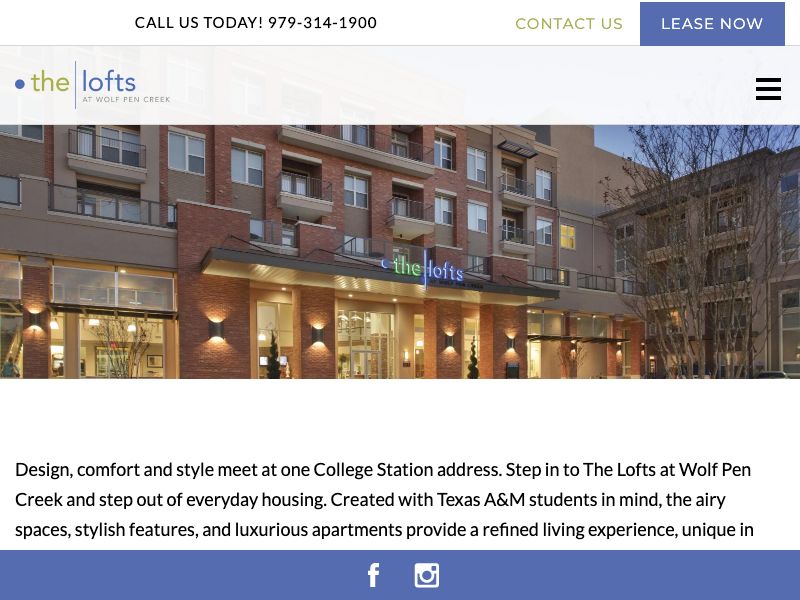 CALL US TODAY! 979-314-1900
CONTACT US
LEASE NOW
the lofts
AT WOLF PEN CREEK
the lofts
Design, comfort and style meet at one College Station address. Step in to The Lofts at Wolf Pen
Creek and step out of everyday housing. Created with Texas A&M students in mind, the airy
spaces, stylish features, and luxurious apartments provide a refined living experience, unique in